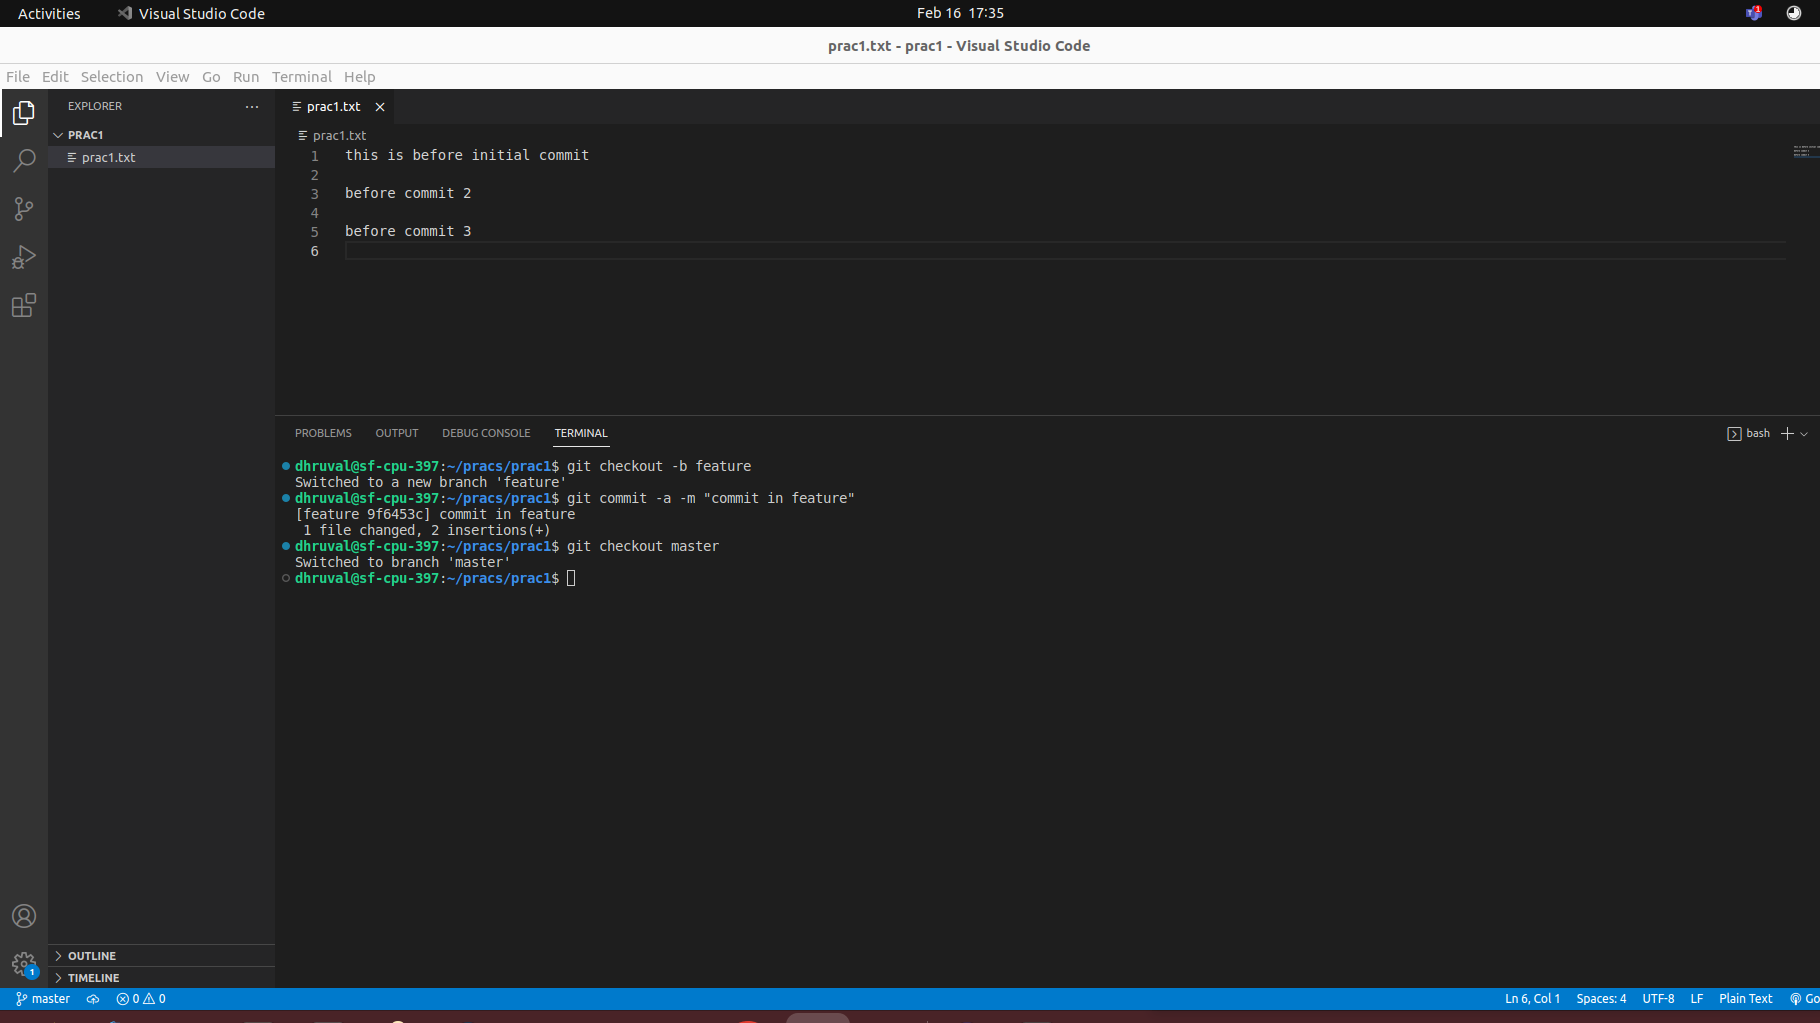 Activities Visual Studio Code Feb 16 17:35 1
prac1.txt - prac1 - Visual Studio Code
File Edit Selection View Go Run Terminal Help
EXPLORER ···
PRAC1
prac1.txt
prac1.txt
prac1.txt
1 this is before initial commit
2
3 before commit 2
4
5 before commit 3
6
PROBLEMS OUTPUT DEBUG CONSOLE TERMINAL bash
dhruval@sf-cpu-397:~/pracs/prac1$ git checkout -b feature
Switched to a new branch 'feature'
dhruval@sf-cpu-397:~/pracs/prac1$ git commit -a -m "commit in feature"
[feature 9f6453c] commit in feature
1 file changed, 2 insertions(+)
dhruval@sf-cpu-397:~/pracs/prac1$ git checkout master
Switched to branch 'master'
dhruval@sf-cpu-397:~/pracs/prac1$
OUTLINE
1
TIMELINE
master 0 0 Ln 6, Col 1 Spaces: 4 UTF-8 LF Plain Text Go